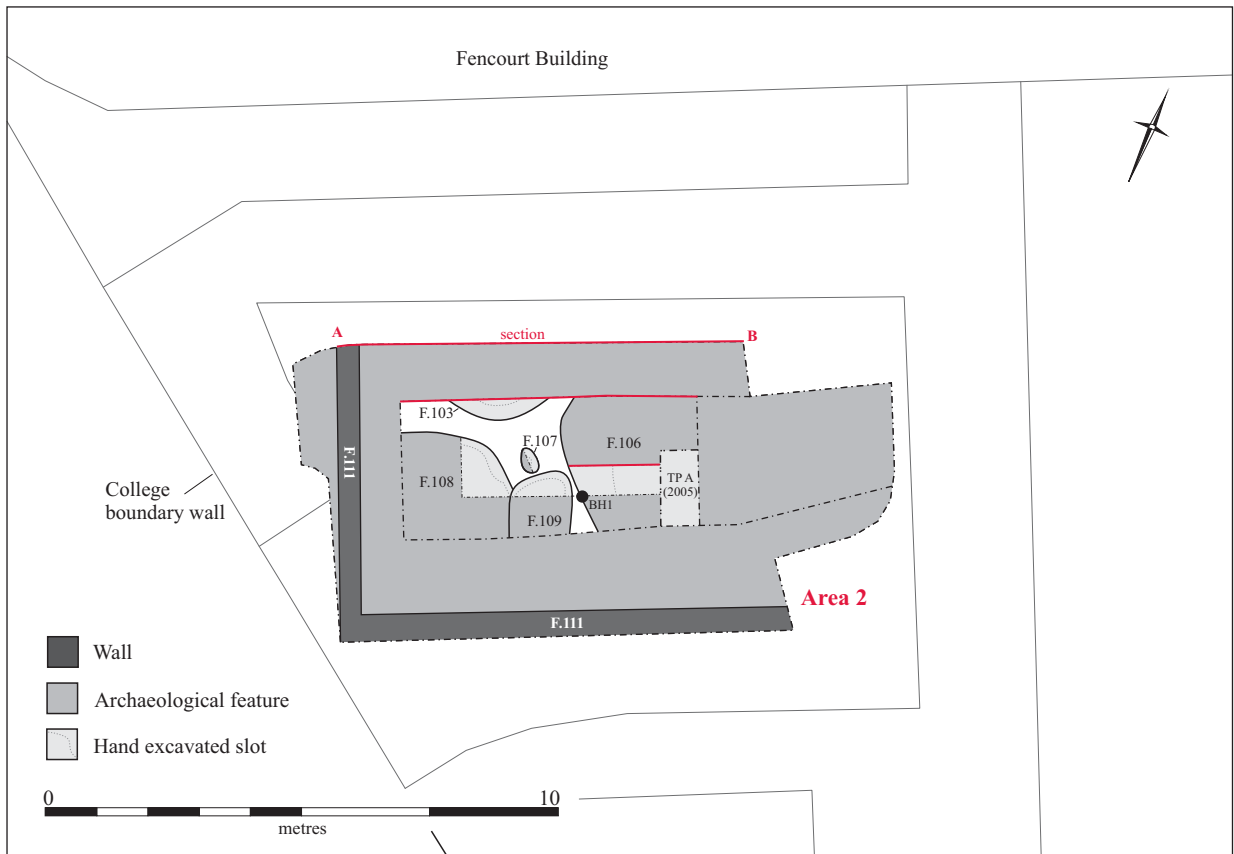 Fencourt Building
A
section
B
F.103
F.107
F.106
F.111
F.108
TP A
(2005)
College
boundary wall
BH1
F.109
Area 2
F.111
Wall
Archaeological feature
Hand excavated slot
0
10
metres